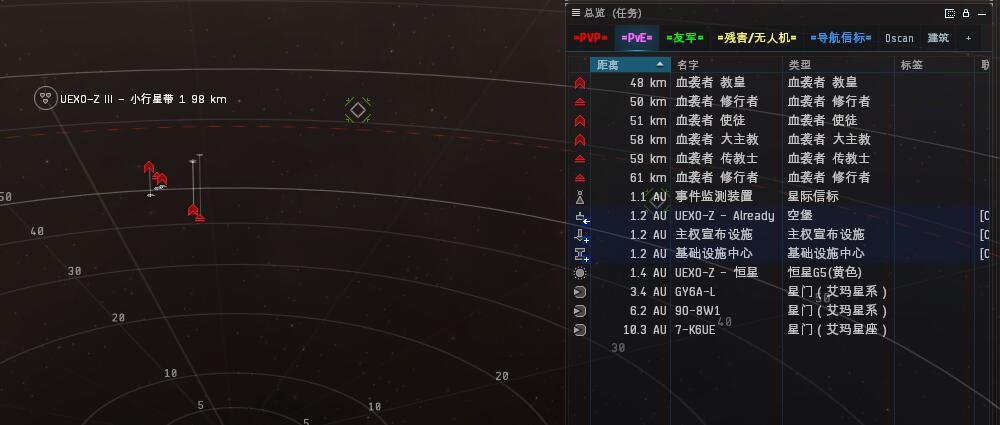 总览 (任务)
=PVP= =PvE= =友军= =残害/无人机= =导航信标= Dscan 建筑 +
距离 名字 类型 标签
48 km 血袭者 教皇 血袭者 教皇
50 km 血袭者 修行者 血袭者 修行者
51 km 血袭者 使徒 血袭者 使徒
58 km 血袭者 大主教 血袭者 大主教
59 km 血袭者 传教士 血袭者 传教士
61 km 血袭者 修行者 血袭者 修行者
1.1 AU 事件监测装置 星际信标
1.2 AU UEXO-Z - Already 空堡
1.2 AU 主权宣布设施 主权宣布设施
1.2 AU 基础设施中心 基础设施中心
1.4 AU UEXO-Z - 恒星 恒星G5(黄色)
3.4 AU GY6A-L 星门 ( 艾玛星系 )
6.2 AU 9O-8W1 星门 ( 艾玛星系 )
10.3 AU 7-K6UE 星门 ( 艾玛星座 )
UEXO-Z III - 小行星带 1 98 km
50
40
30
20
10
5
5
10
20
30
40
50